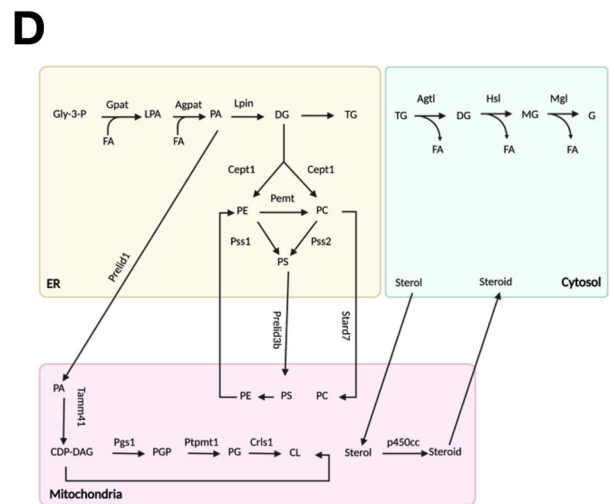 D
Gly-3-P Gpat LPA Agpat PA Lpin DG TG
FA FA
Agtl Hsl Mgl
TG DG MG G
FA FA FA
Cept1 Cept1
PE Pemt PC
Pss1 Pss2
PS
Prelid1
ER
Sterol Steroid
Cytosol
Prelid3b
Stard7
PA
Tamm41
PE PS PC
CDP-DAG Pgs1 PGP Ptpmt1 PG Crls1 CL
Sterol p450cc Steroid
Mitochondria